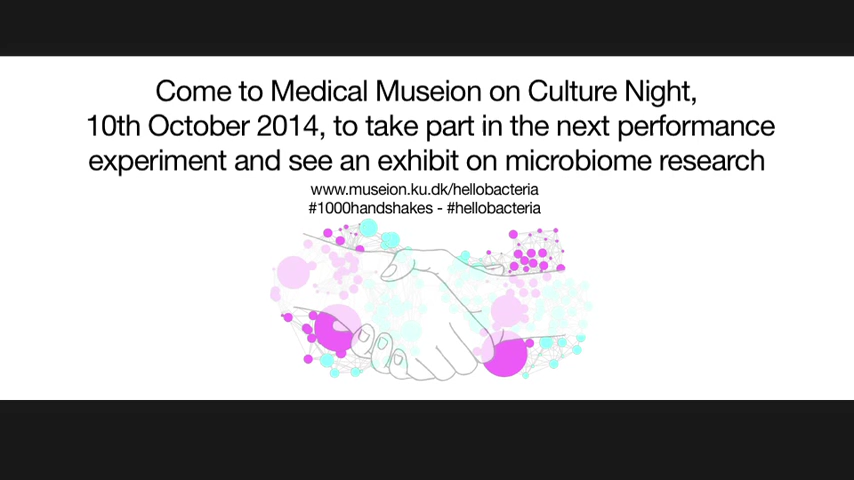 Come to Medical Museion on Culture Night,
10th October 2014, to take part in the next performance
experiment and see an exhibit on microbiome research
www.museion.ku.dk/hellobacteria
#1000handshakes - #hellobacteria